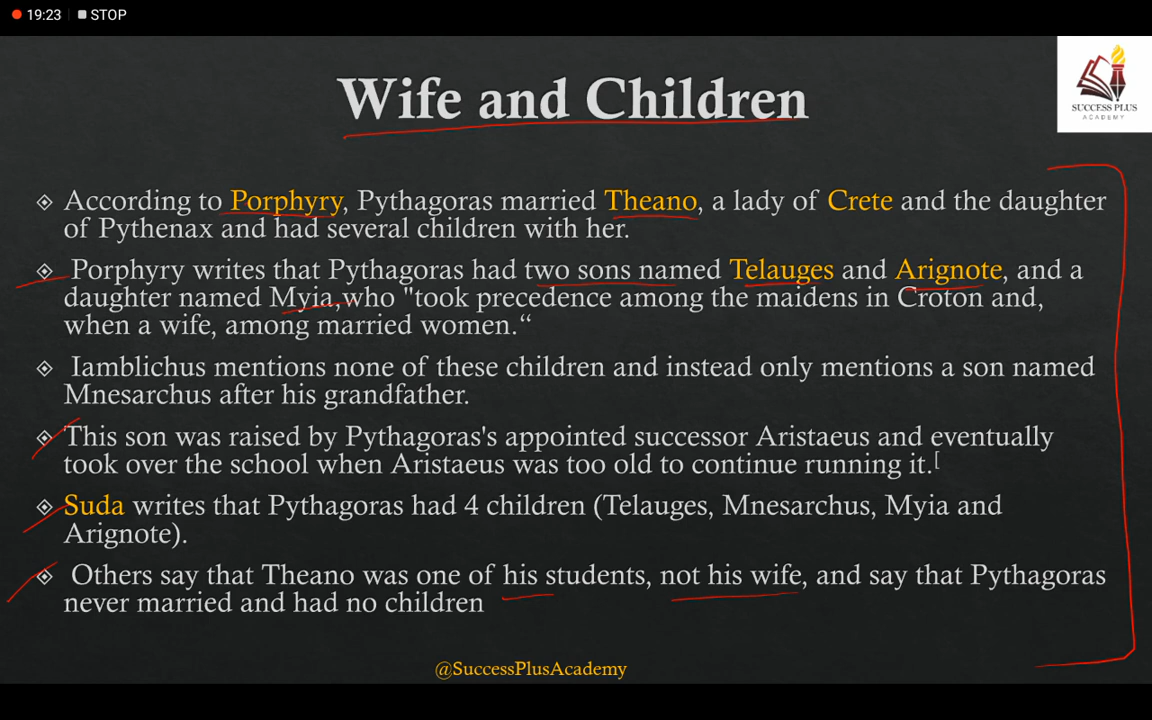 19:23 STOP
SUCCESS PLUS
ACADEMY
Wife and Children
According to Porphyry, Pythagoras married Theano, a lady of Crete and the daughter
of Pythenax and had several children with her.
Porphyry writes that Pythagoras had two sons named Telauges and Arignote, and a
daughter named Myia,who "took precedence among the maidens in Croton and,
when a wife, among married women.“
Iamblichus mentions none of these children and instead only mentions a son named
Mnesarchus after his grandfather.
This son was raised by Pythagoras's appointed successor Aristaeus and eventually
took over the school when Aristaeus was too old to continue running it.[
Suda writes that Pythagoras had 4 children (Telauges, Mnesarchus, Myia and
Arignote).
Others say that Theano was one of his students, not his wife, and say that Pythagoras
never married and had no children
@SuccessPlusAcademy